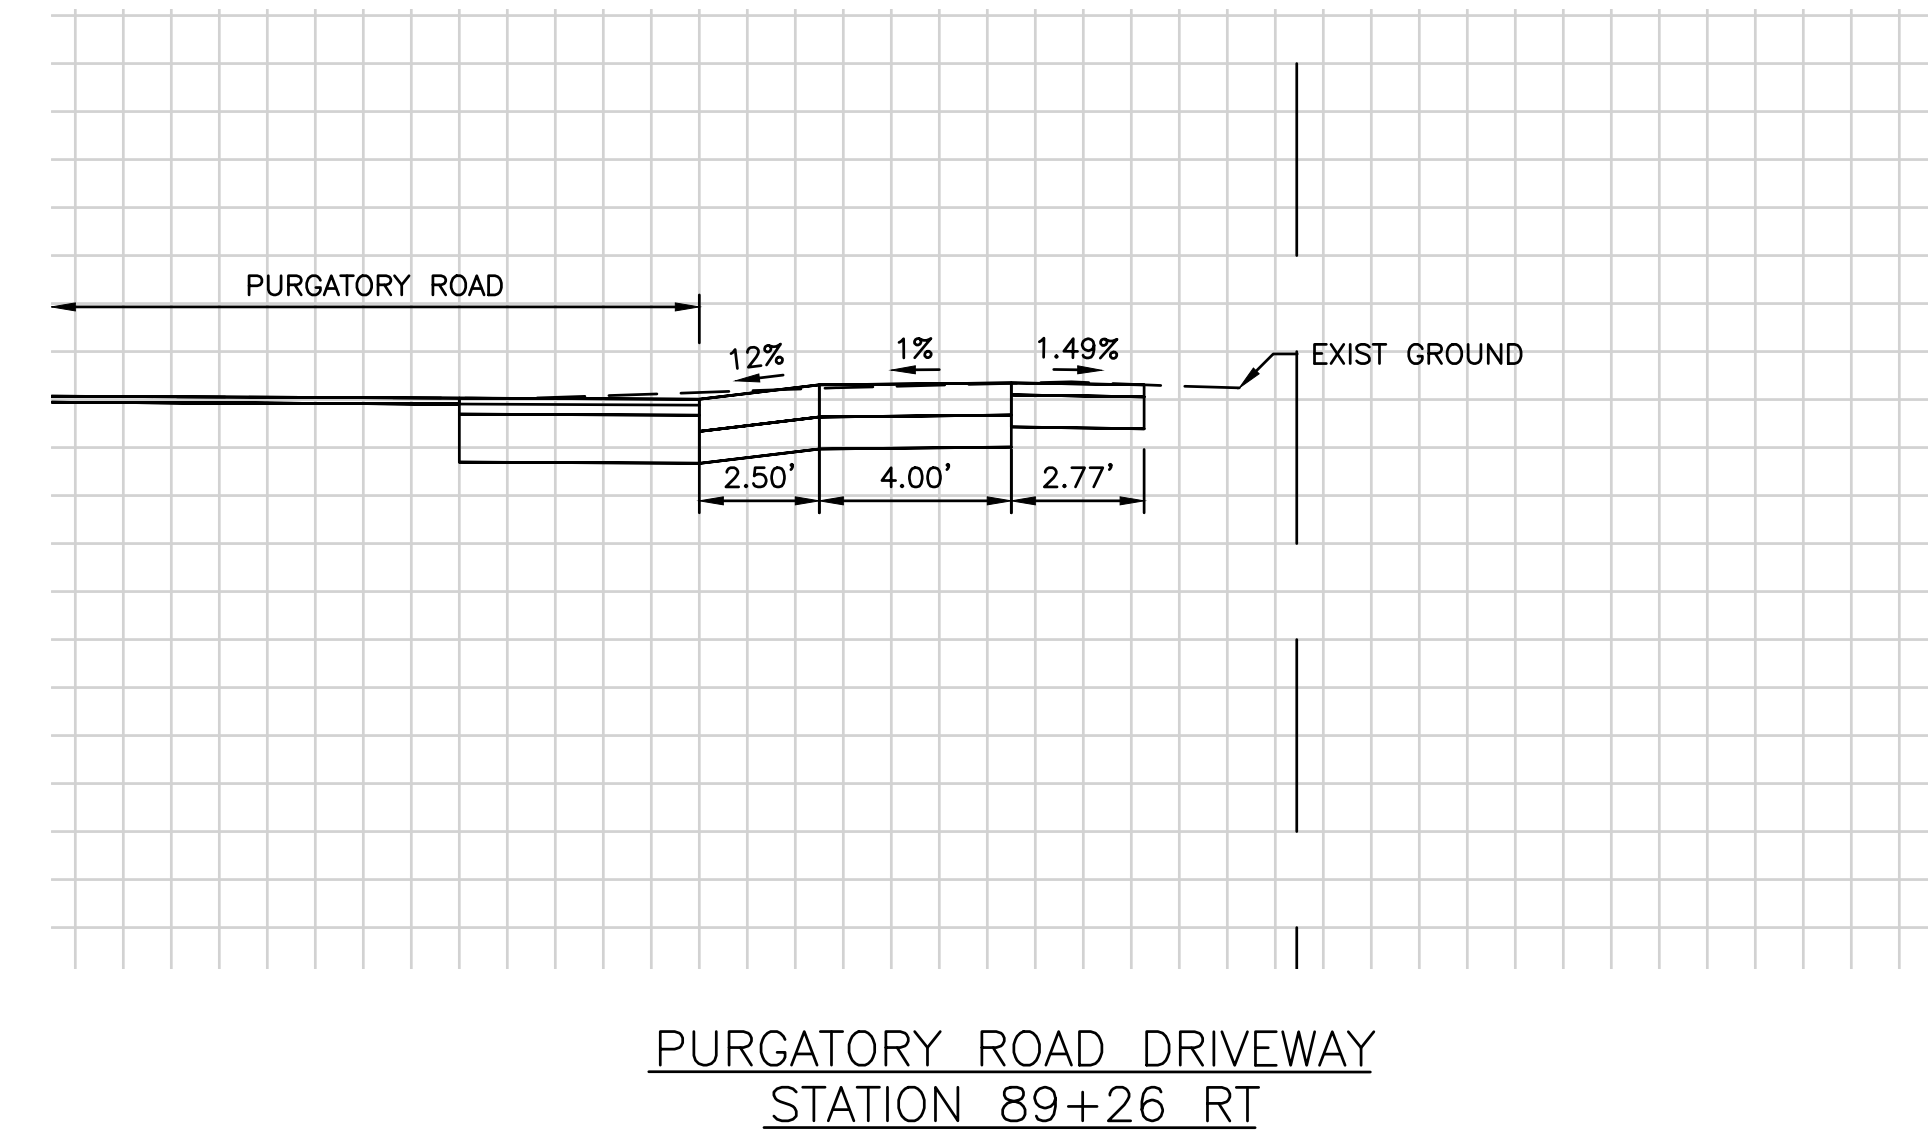 PURGATORY ROAD
12%
1%
1.49%
EXIST GROUND
2.50'
4.00'
2.77'
PURGATORY ROAD DRIVEWAY
STATION 89+26 RT